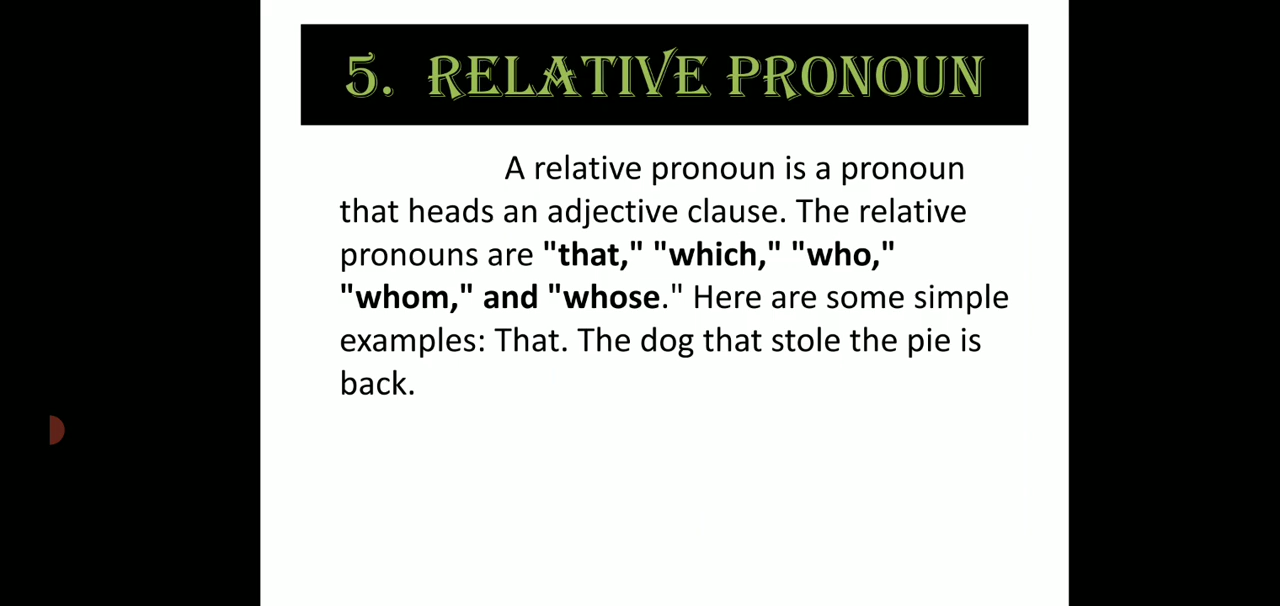 5. RELATIVE PRONOUN
A relative pronoun is a pronoun
that heads an adjective clause. The relative
pronouns are "that," "which," "who,"
"whom," and "whose." Here are some simple
examples: That. The dog that stole the pie is
back.